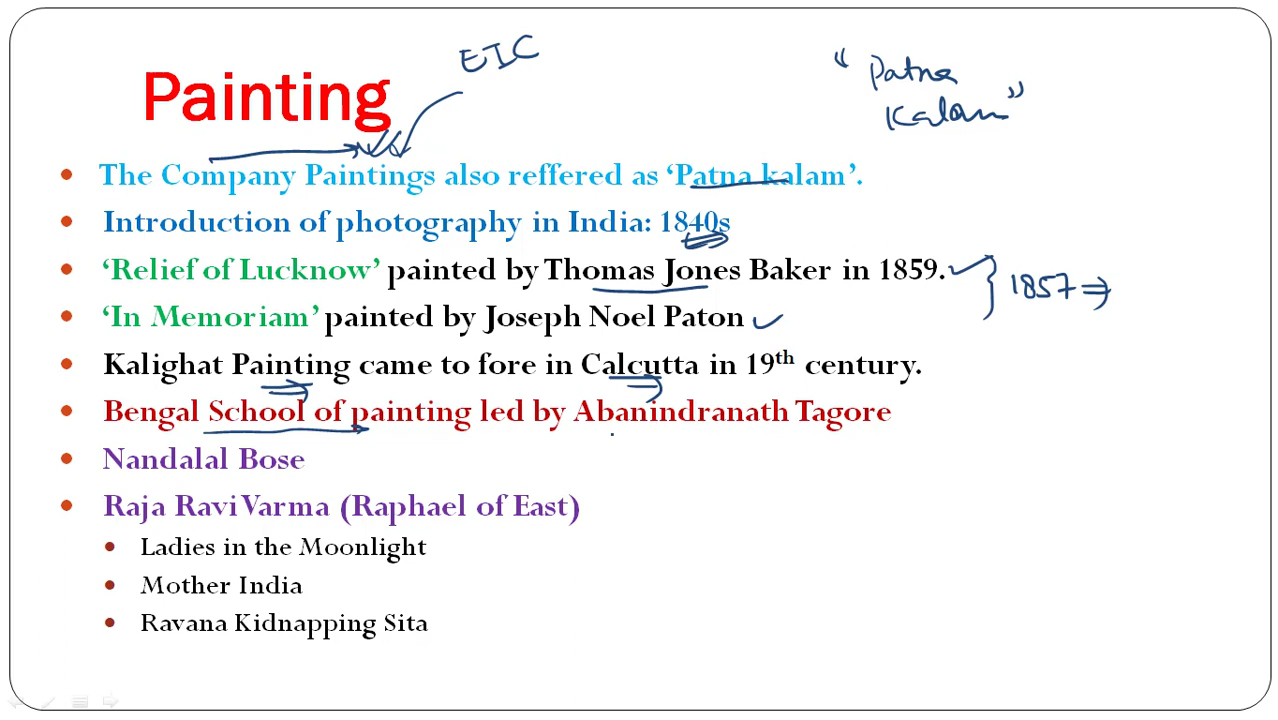 EIC
"Patna
Kalam"
Painting
The Company Paintings also reffered as ‘Patna kalam’.
Introduction of photography in India: 1840s
‘Relief of Lucknow’ painted by Thomas Jones Baker in 1859.
1857 ⇒
‘In Memoriam’ painted by Joseph Noel Paton
Kalighat Painting came to fore in Calcutta in 19th century.
Bengal School of painting led by Abanindranath Tagore
Nandalal Bose
Raja Ravi Varma (Raphael of East)
Ladies in the Moonlight
Mother India
Ravana Kidnapping Sita